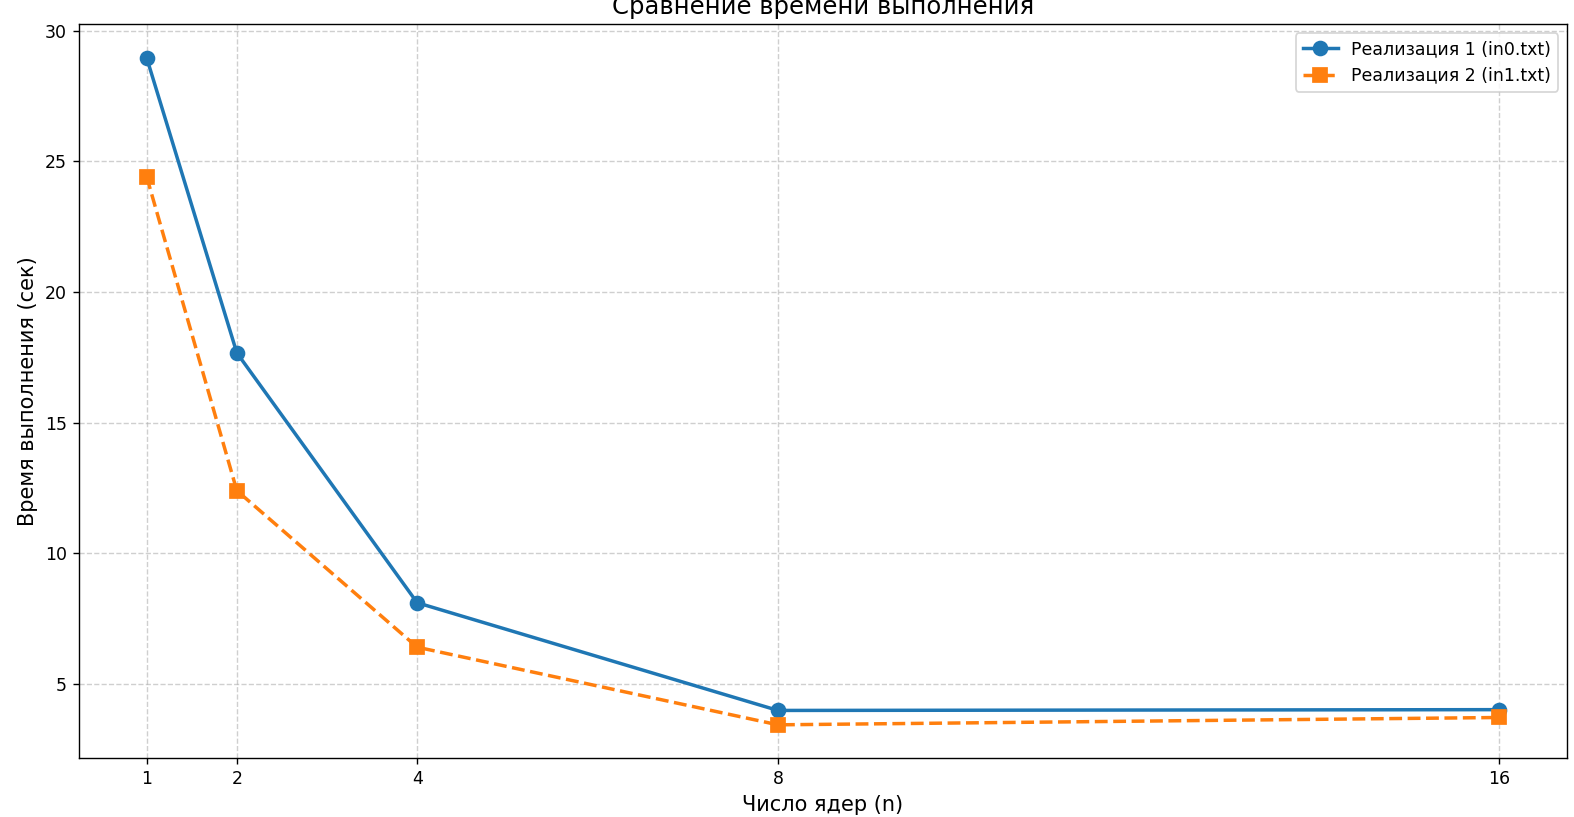 Сравнение времени выполнения
30
25
20
15
10
5
Время выполнения (сек)
Реализация 1 (in0.txt)
Реализация 2 (in1.txt)
1 2 4 8 16
Число ядер (n)